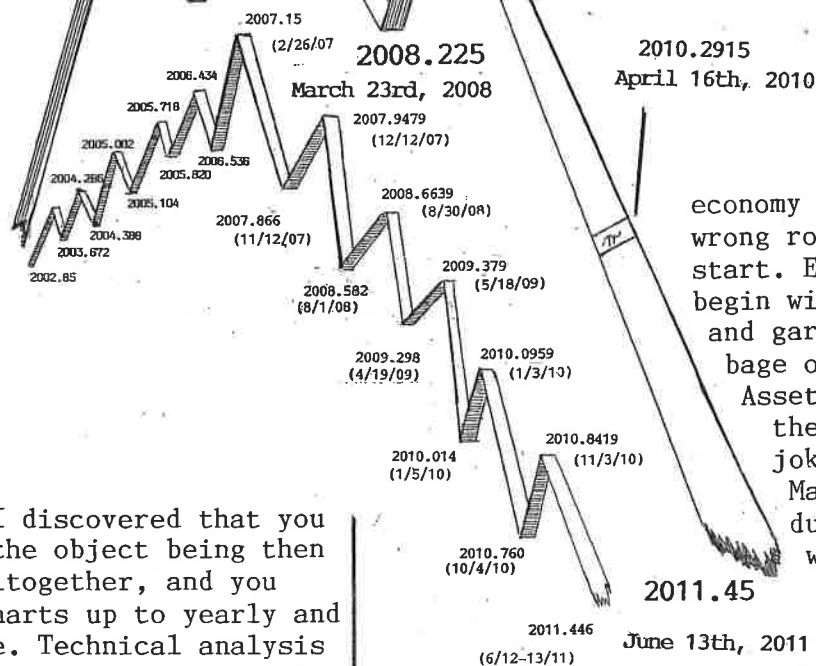 2007.15
(2/26/07
2008.225
March 23rd, 2008
2010.2915
April 16th, 2010
2006.434
2005.718
2005.002
2004.286
2007.9479
(12/12/07)
2006.536
2005.820
2005.104
2004.388
2003.672
2002.85
2007.866
(11/12/07)
2008.6639
(8/30/08)
2008.582
(8/1/08)
2009.379
(5/18/09)
2009.298
(4/19/09)
2010.0959
(1/3/10)
2010.014
(1/5/10)
2010.8419
(11/3/10)
2010.760
(10/4/10)
2011.446
(6/12-13/11)
2011.45
June 13th, 2011
economy
wrong ro
start. E
begin wi
and gar
bage o
Asset
the
jok
Ma
du
w
I discovered that you
the object being then
ltogether, and you
harts up to yearly and
e. Technical analysis